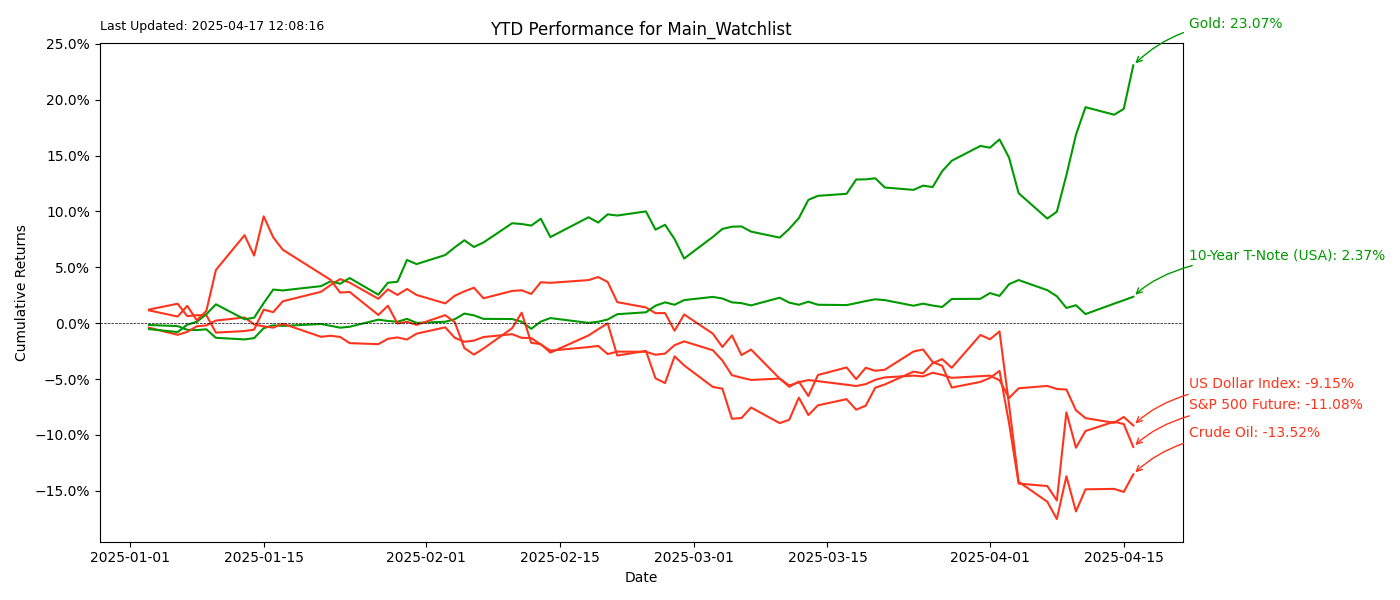 Last Updated: 2025-04-17 12:08:16
YTD Performance for Main_Watchlist
Gold: 23.07%
25.0%
20.0%
15.0%
10.0%
5.0%
0.0%
−5.0%
−10.0%
−15.0%
Cumulative Returns
10-Year T-Note (USA): 2.37%
US Dollar Index: -9.15%
S&P 500 Future: -11.08%
Crude Oil: -13.52%
2025-01-01
2025-01-15
2025-02-01
2025-02-15
2025-03-01
2025-03-15
2025-04-01
2025-04-15
Date